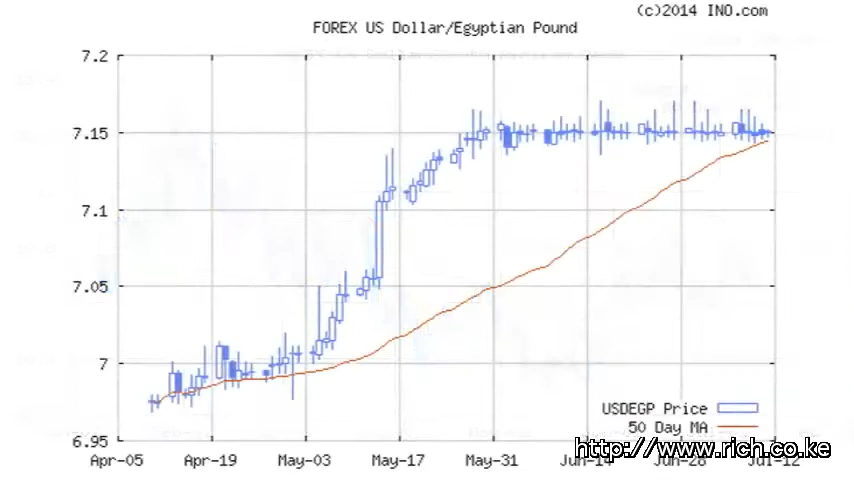 (c)2014 INO.com
FOREX US Dollar/Egyptian Pound
7.2
7.15
7.1
7.05
7
6.95
USDEGP Price
50 Day MA
http://www.rich.co.ke
Apr-05 Apr-19 May-03 May-17 May-31 Jun-14 Jun-28 Jul-12